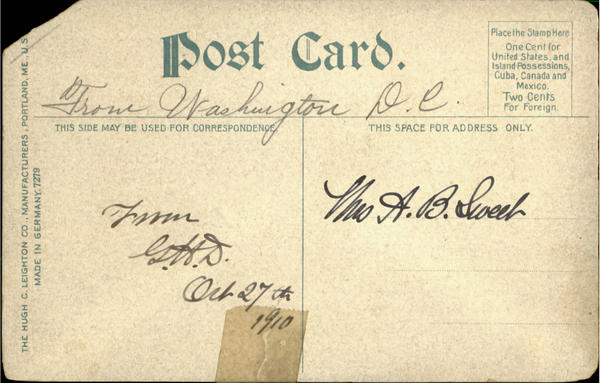 Post Card.
Place the Stamp Here
One Cent for
United States, and
Island Possessions,
Cuba, Canada and
Mexico.
Two Cents
For Foreign.
From Washington D.C.
THIS SIDE MAY BE USED FOR CORRESPONDENCE
THIS SPACE FOR ADDRESS ONLY.
From
G.H.D.
Oct 27th
1910
Mrs A. B. Sweet
THE HUGH C. LEIGHTON CO., MANUFACTURERS, PORTLAND, ME. U.S.
MADE IN GERMANY. 7279